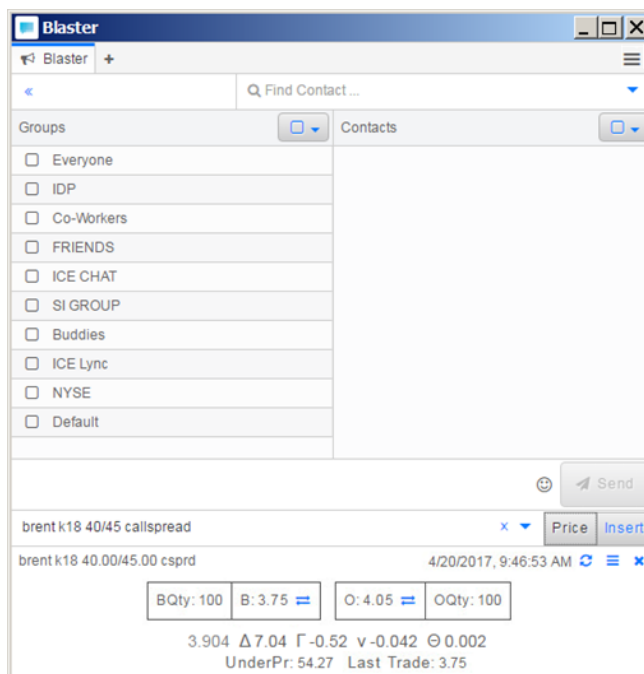 Blaster
Blaster +
« Find Contact ...
Groups Contacts
Everyone
IDP
Co-Workers
FRIENDS
ICE CHAT
SI GROUP
Buddies
ICE Lync
NYSE
Default
Send
brent k18 40/45 callspread x Price Insert
brent k18 40.00/45.00 csprd 4/20/2017, 9:46:53 AM
BQty: 100 B: 3.75 O: 4.05 OQty: 100
3.904 Δ 7.04 Γ -0.52 ν -0.042 Θ 0.002
UnderPr: 54.27 Last Trade: 3.75